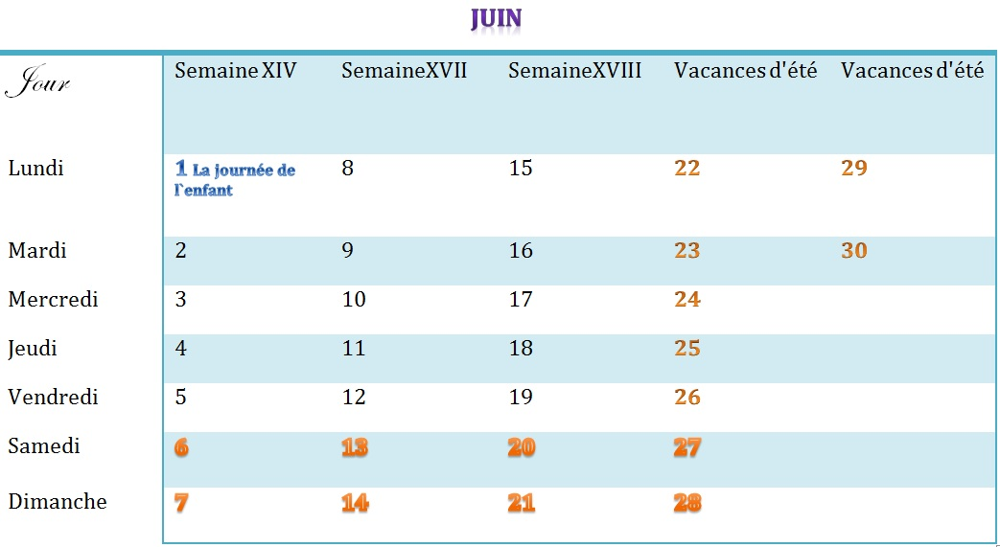 JUIN
Jour Semaine XIV SemaineXVII SemaineXVIII Vacances d'été Vacances d'été
Lundi 1 La journée de 8 15 22 29
l`enfant
Mardi 2 9 16 23 30
Mercredi 3 10 17 24
Jeudi 4 11 18 25
Vendredi 5 12 19 26
Samedi 6 13 20 27
Dimanche 7 14 21 28